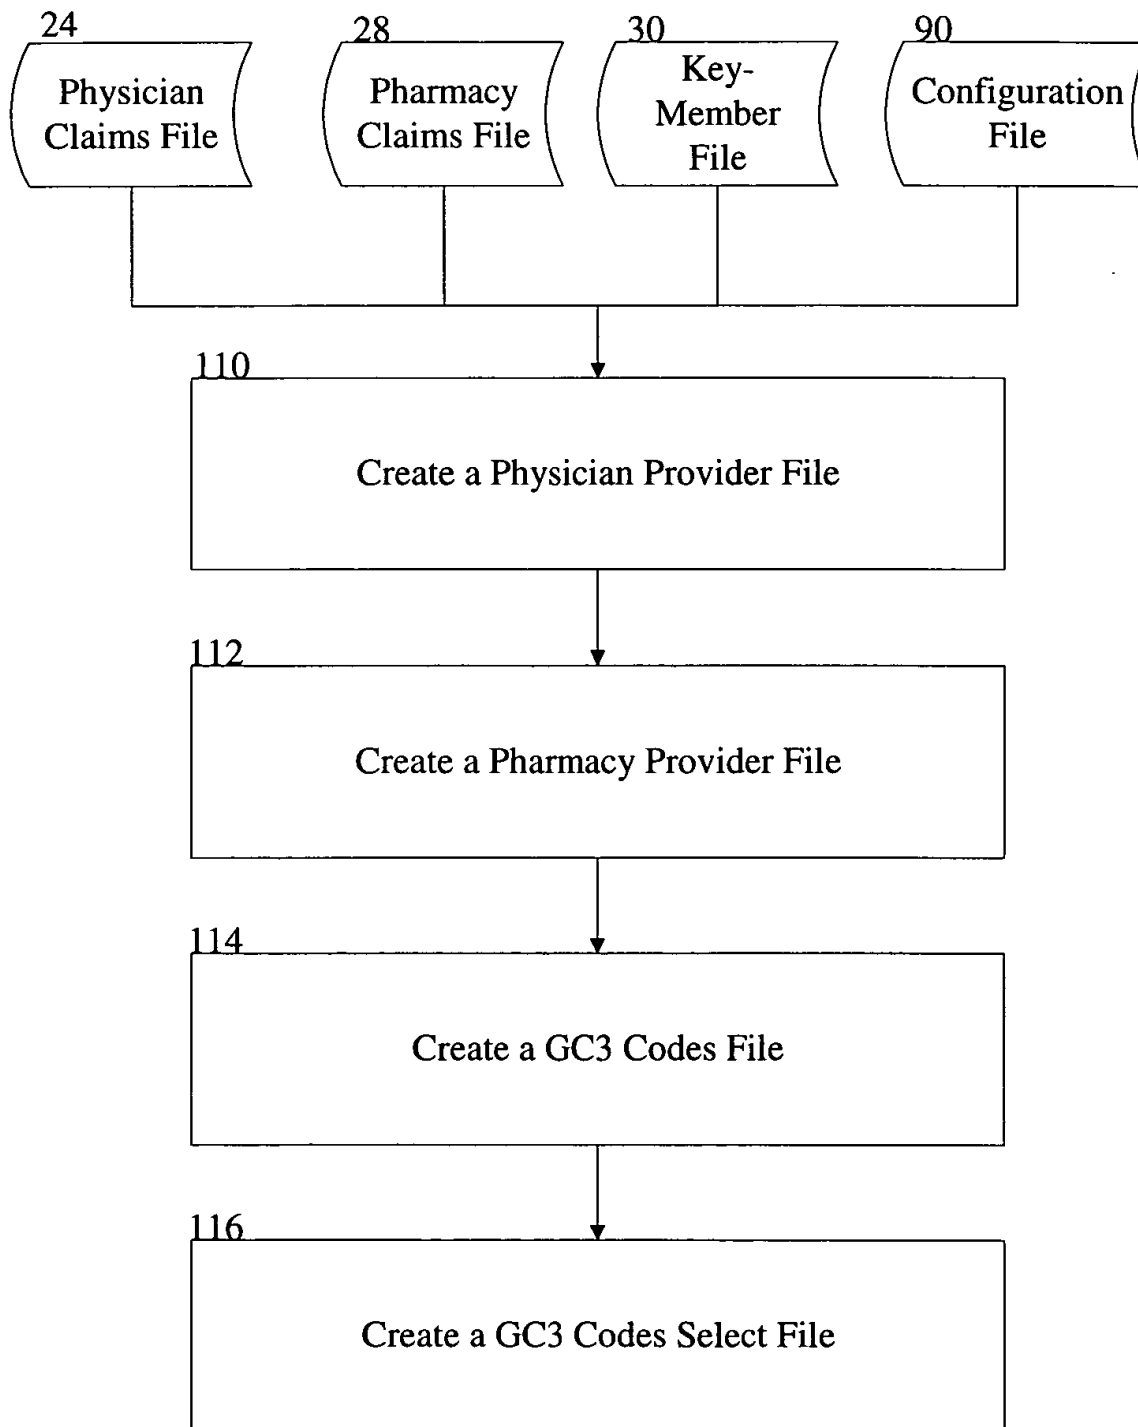 24
28
30
90
Physician
Claims File
Pharmacy
Claims File
Key-
Member
File
Configuration
File
110
Create a Physician Provider File
112
Create a Pharmacy Provider File
114
Create a GC3 Codes File
116
Create a GC3 Codes Select File